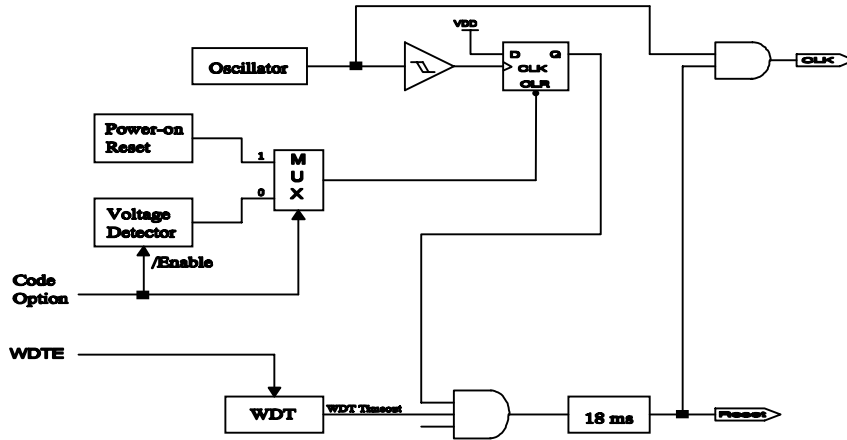 VDD
Oscillator
D Q
CLK
CLR
CLK
Power-on
Reset
1
0
M
U
X
Voltage
Detector
/Enable
Code
Option
WDTE
WDT
WDT Timeout
18 ms
Reset